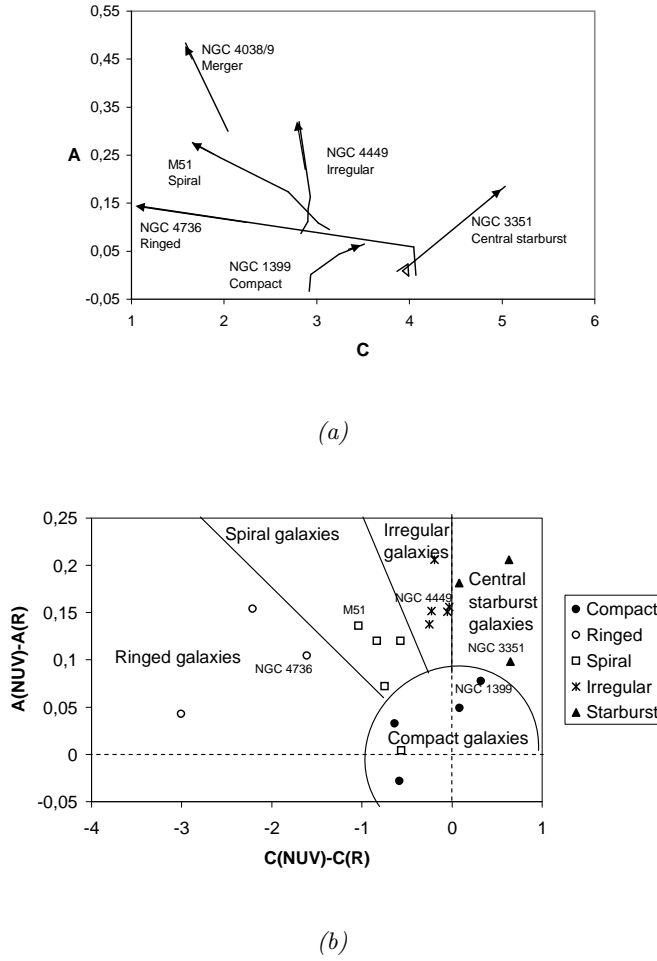 0,55
0,45
0,35
0,25
0,15
0,05
-0,05
A
NGC 4038/9
Merger
M51
Spiral
NGC 4449
Irregular
NGC 4736
Ringed
NGC 3351
Central starburst
NGC 1399
Compact
1 2 3 4 5 6
C
(a)
0,25
0,2
0,15
0,1
0,05
0
-0,05
A(NUV)-A(R)
Spiral galaxies
Irregular
galaxies
NGC 4449
Central
starburst
galaxies
M51
Ringed galaxies
NGC 4736
NGC 3351
NGC 1399
Compact galaxies
Compact
Ringed
Spiral
Irregular
Starburst
-4 -3 -2 -1 0 1
C(NUV)-C(R)
(b)